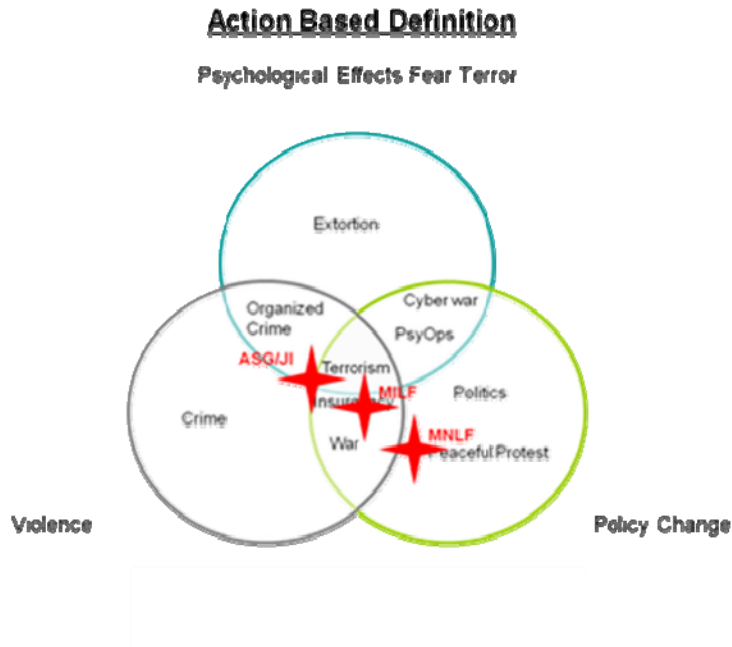 Action Based Definition
Psychological Effects Fear Terror
Extortion
Cyber war
Organized
Crime
PsyOps
ASG/JI
Terrorism
MILF
Politics
Insurgency
Crime
MNLF
War
Peaceful Protest
Violence
Policy Change